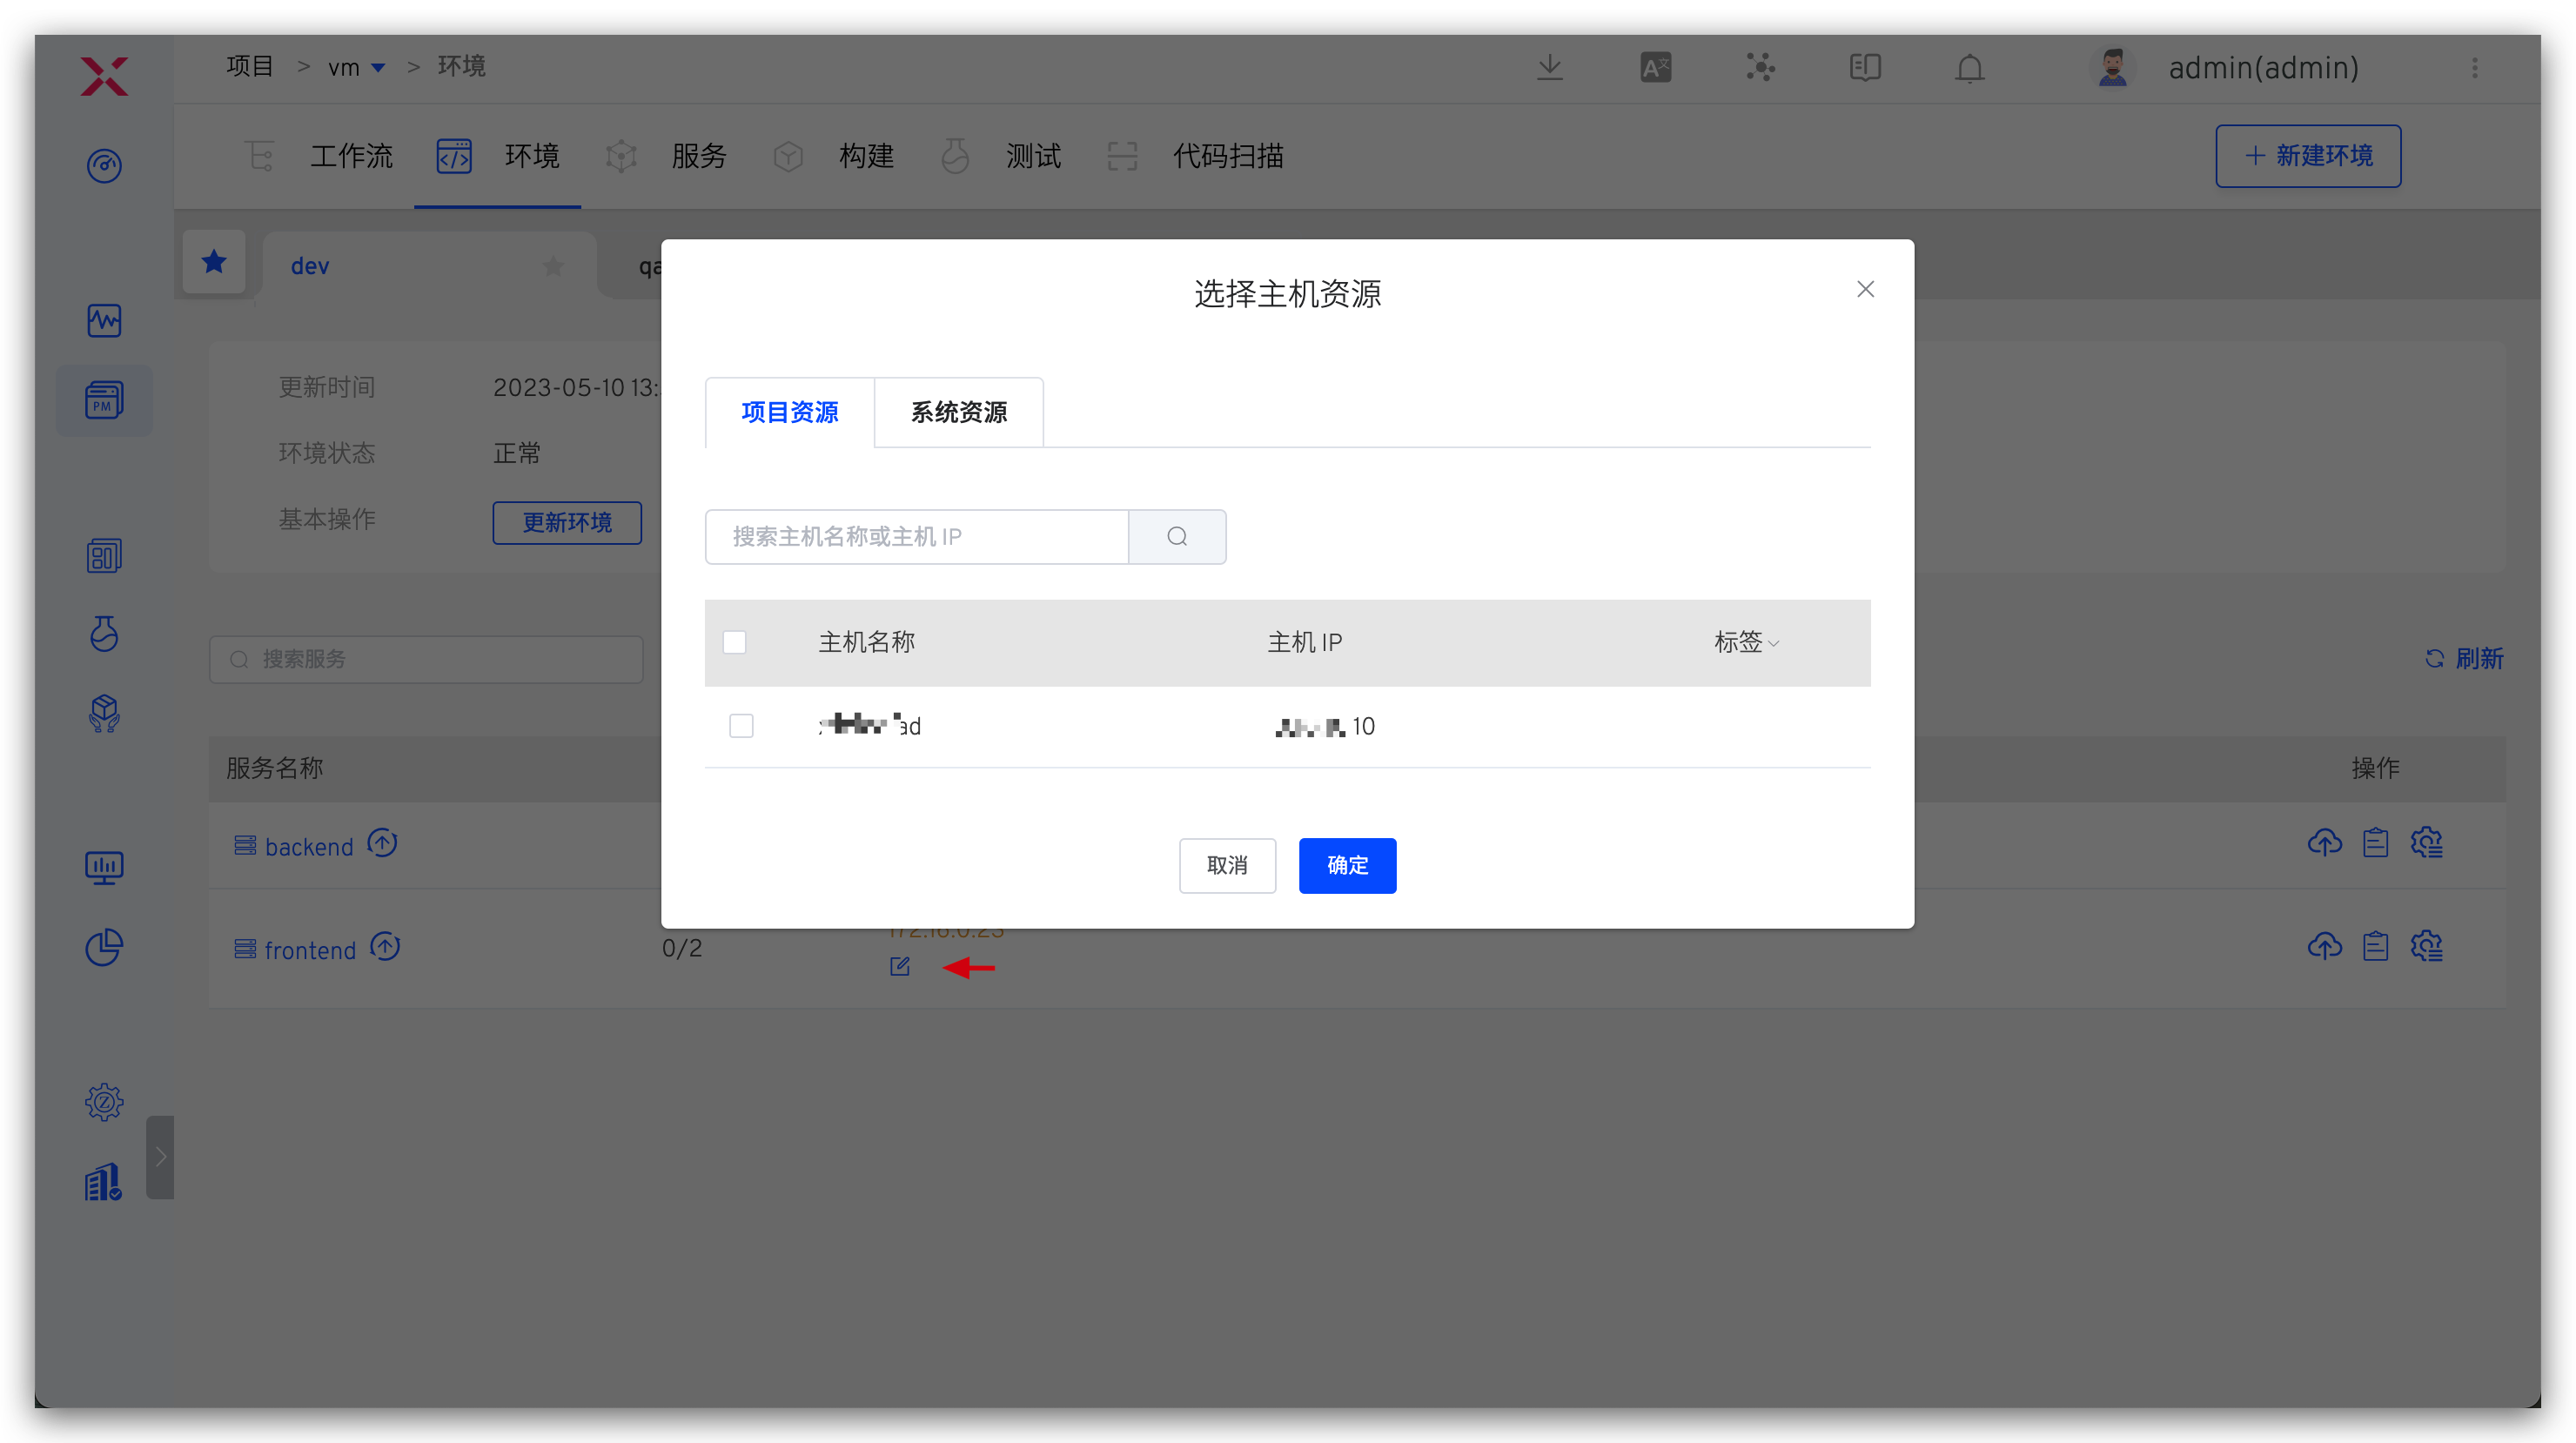 项目 > vm > 环境
admin(admin)
工作流 环境 服务 构建 测试 代码扫描
+ 新建环境
dev
选择主机资源
更新时间 2023-05-10 13:
环境状态 正常
基本操作 更新环境
项目资源 系统资源
搜索主机名称或主机 IP
主机名称 主机 IP 标签
ad 10
搜索服务
刷新
服务名称 操作
backend
取消 确定
frontend 0/2
172.16.0.23
PM